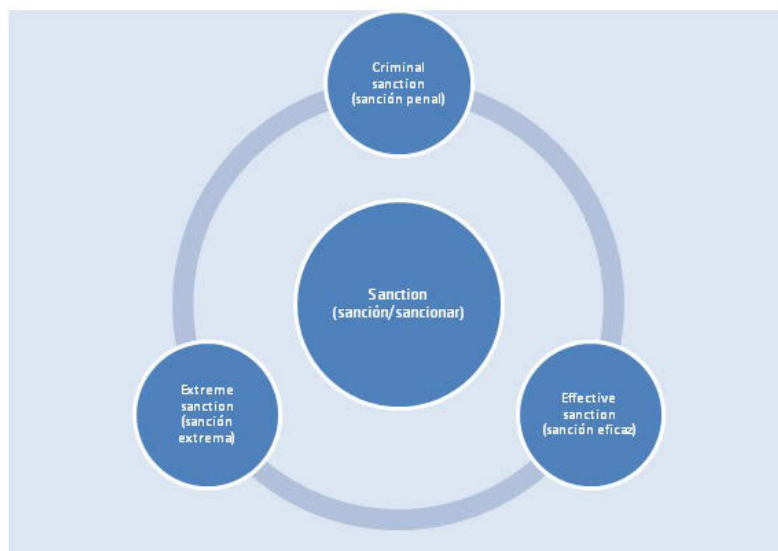 Criminal
sanction
(sanción penal)
Sanction
(sanción/sancionar)
Extreme
sanction
(sanción
extrema)
Effective
sanction
(sanción eficaz)